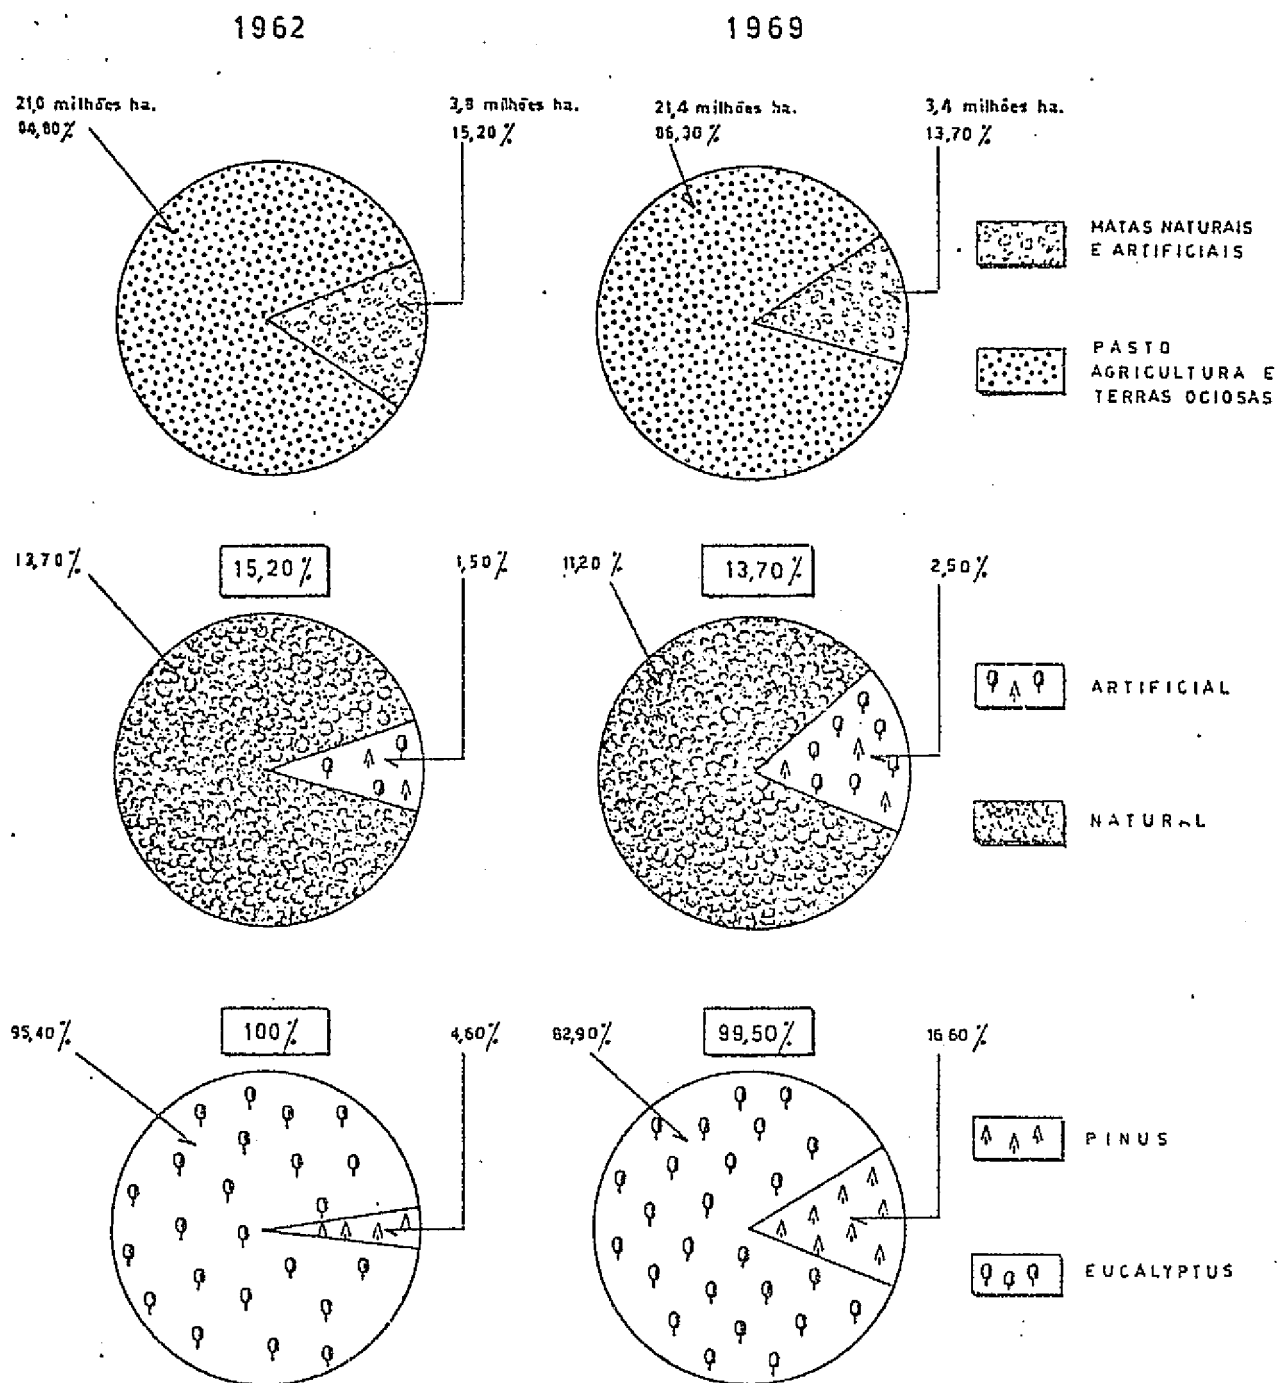 1962
1969
21,0 milhões ha.
84,80%
3,8 milhões ha.
15,20%
21,4 milhões ha.
86,30%
3,4 milhões ha.
13,70%
MATAS NATURAIS
E ARTIFICIAIS
PASTO
AGRICULTURA E
TERRAS OCIOSAS
13,70%
15,20%
1,50%
11,20%
13,70%
2,50%
ARTIFICIAL
NATURAL
95,40%
100%
4,60%
82,90%
99,50%
16,60%
PINUS
EUCALYPTUS